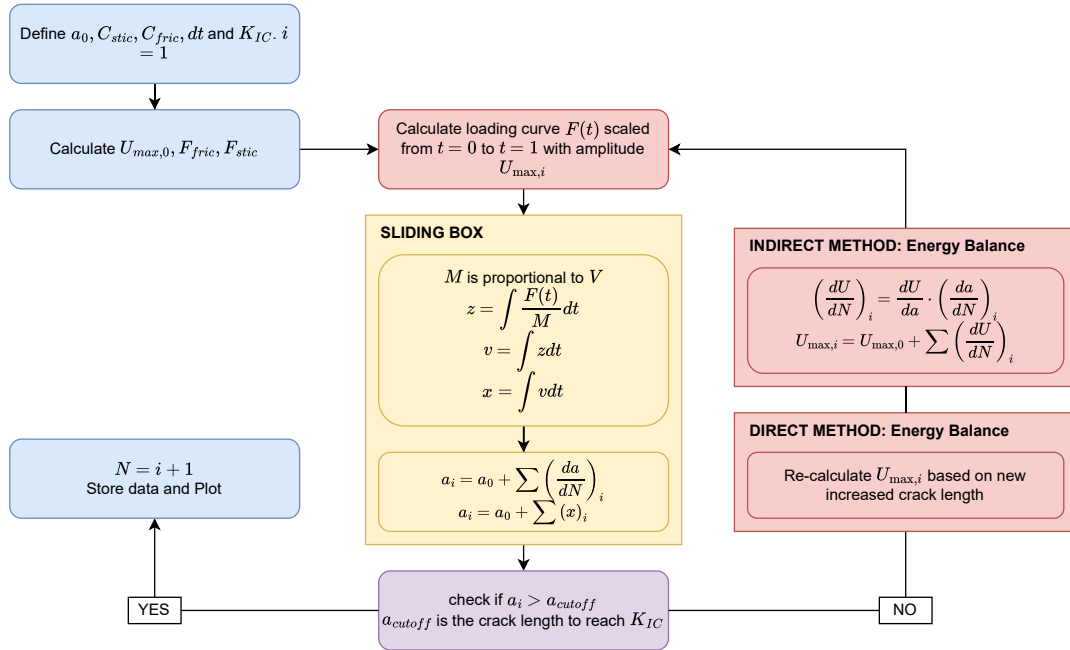 Define $a_0, C_{stic}, C_{fric}, dt$ and $K_{IC}$. $i$
$= 1$
Calculate $U_{max,0}, F_{fric}, F_{stic}$
Calculate loading curve $F(t)$ scaled
from $t = 0$ to $t = 1$ with amplitude
$U_{\max,i}$
SLIDING BOX
$M$ is proportional to $V$
$z = \int \frac{F(t)}{M} dt$
$v = \int z dt$
$x = \int v dt$
$a_i = a_0 + \sum \left(\frac{da}{dN}\right)_i$
$a_i = a_0 + \sum (x)_i$
check if $a_i > a_{cutoff}$
$a_{cutoff}$ is the crack length to reach $K_{IC}$
YES
NO
$N = i + 1$
Store data and Plot
INDIRECT METHOD: Energy Balance
$\left(\frac{dU}{dN}\right)_i = \frac{dU}{da} \cdot \left(\frac{da}{dN}\right)_i$
$U_{\max,i} = U_{\max,0} + \sum \left(\frac{dU}{dN}\right)_i$
DIRECT METHOD: Energy Balance
Re-calculate $U_{\max,i}$ based on new
increased crack length